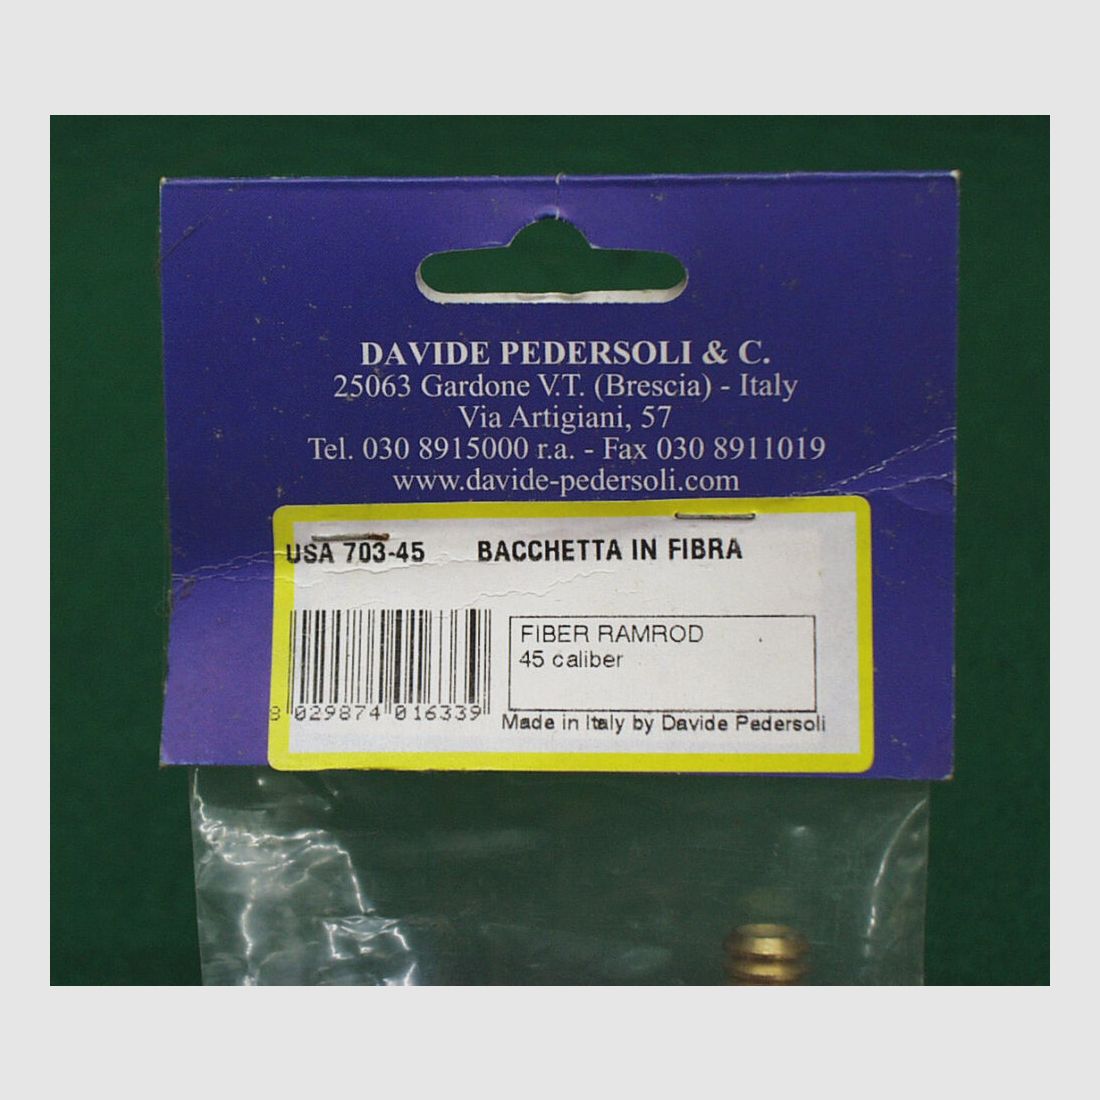 DAVIDE PEDERSOLI & C.
25063 Gardone V.T. (Brescia) - Italy
Via Artigiani, 57
Tel. 030 8915000 r.a. - Fax 030 8911019
www.davide-pedersoli.com
USA 703-45 BACCHETTA IN FIBRA
FIBER RAMROD
45 caliber
8 029874 016339
Made in Italy by Davide Pedersoli